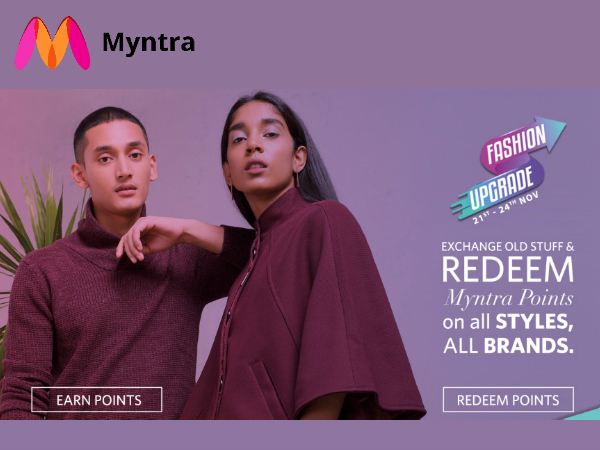 Myntra
FASHION
UPGRADE
21ST - 24TH NOV
EXCHANGE OLD STUFF &
REDEEM
Myntra Points
on all STYLES,
ALL BRANDS.
EARN POINTS
REDEEM POINTS